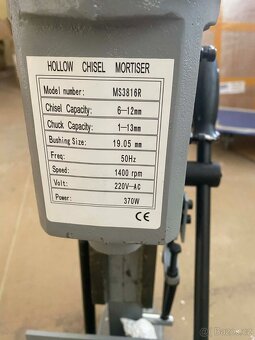 HOLLOW CHISEL MORTISER
Model number: MS3816R
Chisel Capacity: 6-12mm
Chuck Capacity: 1-13mm
Bushing Size: 19.05 mm
Freq: 50Hz
Speed: 1400 rpm
Volt: 220V-AC
Power: 370W
CE